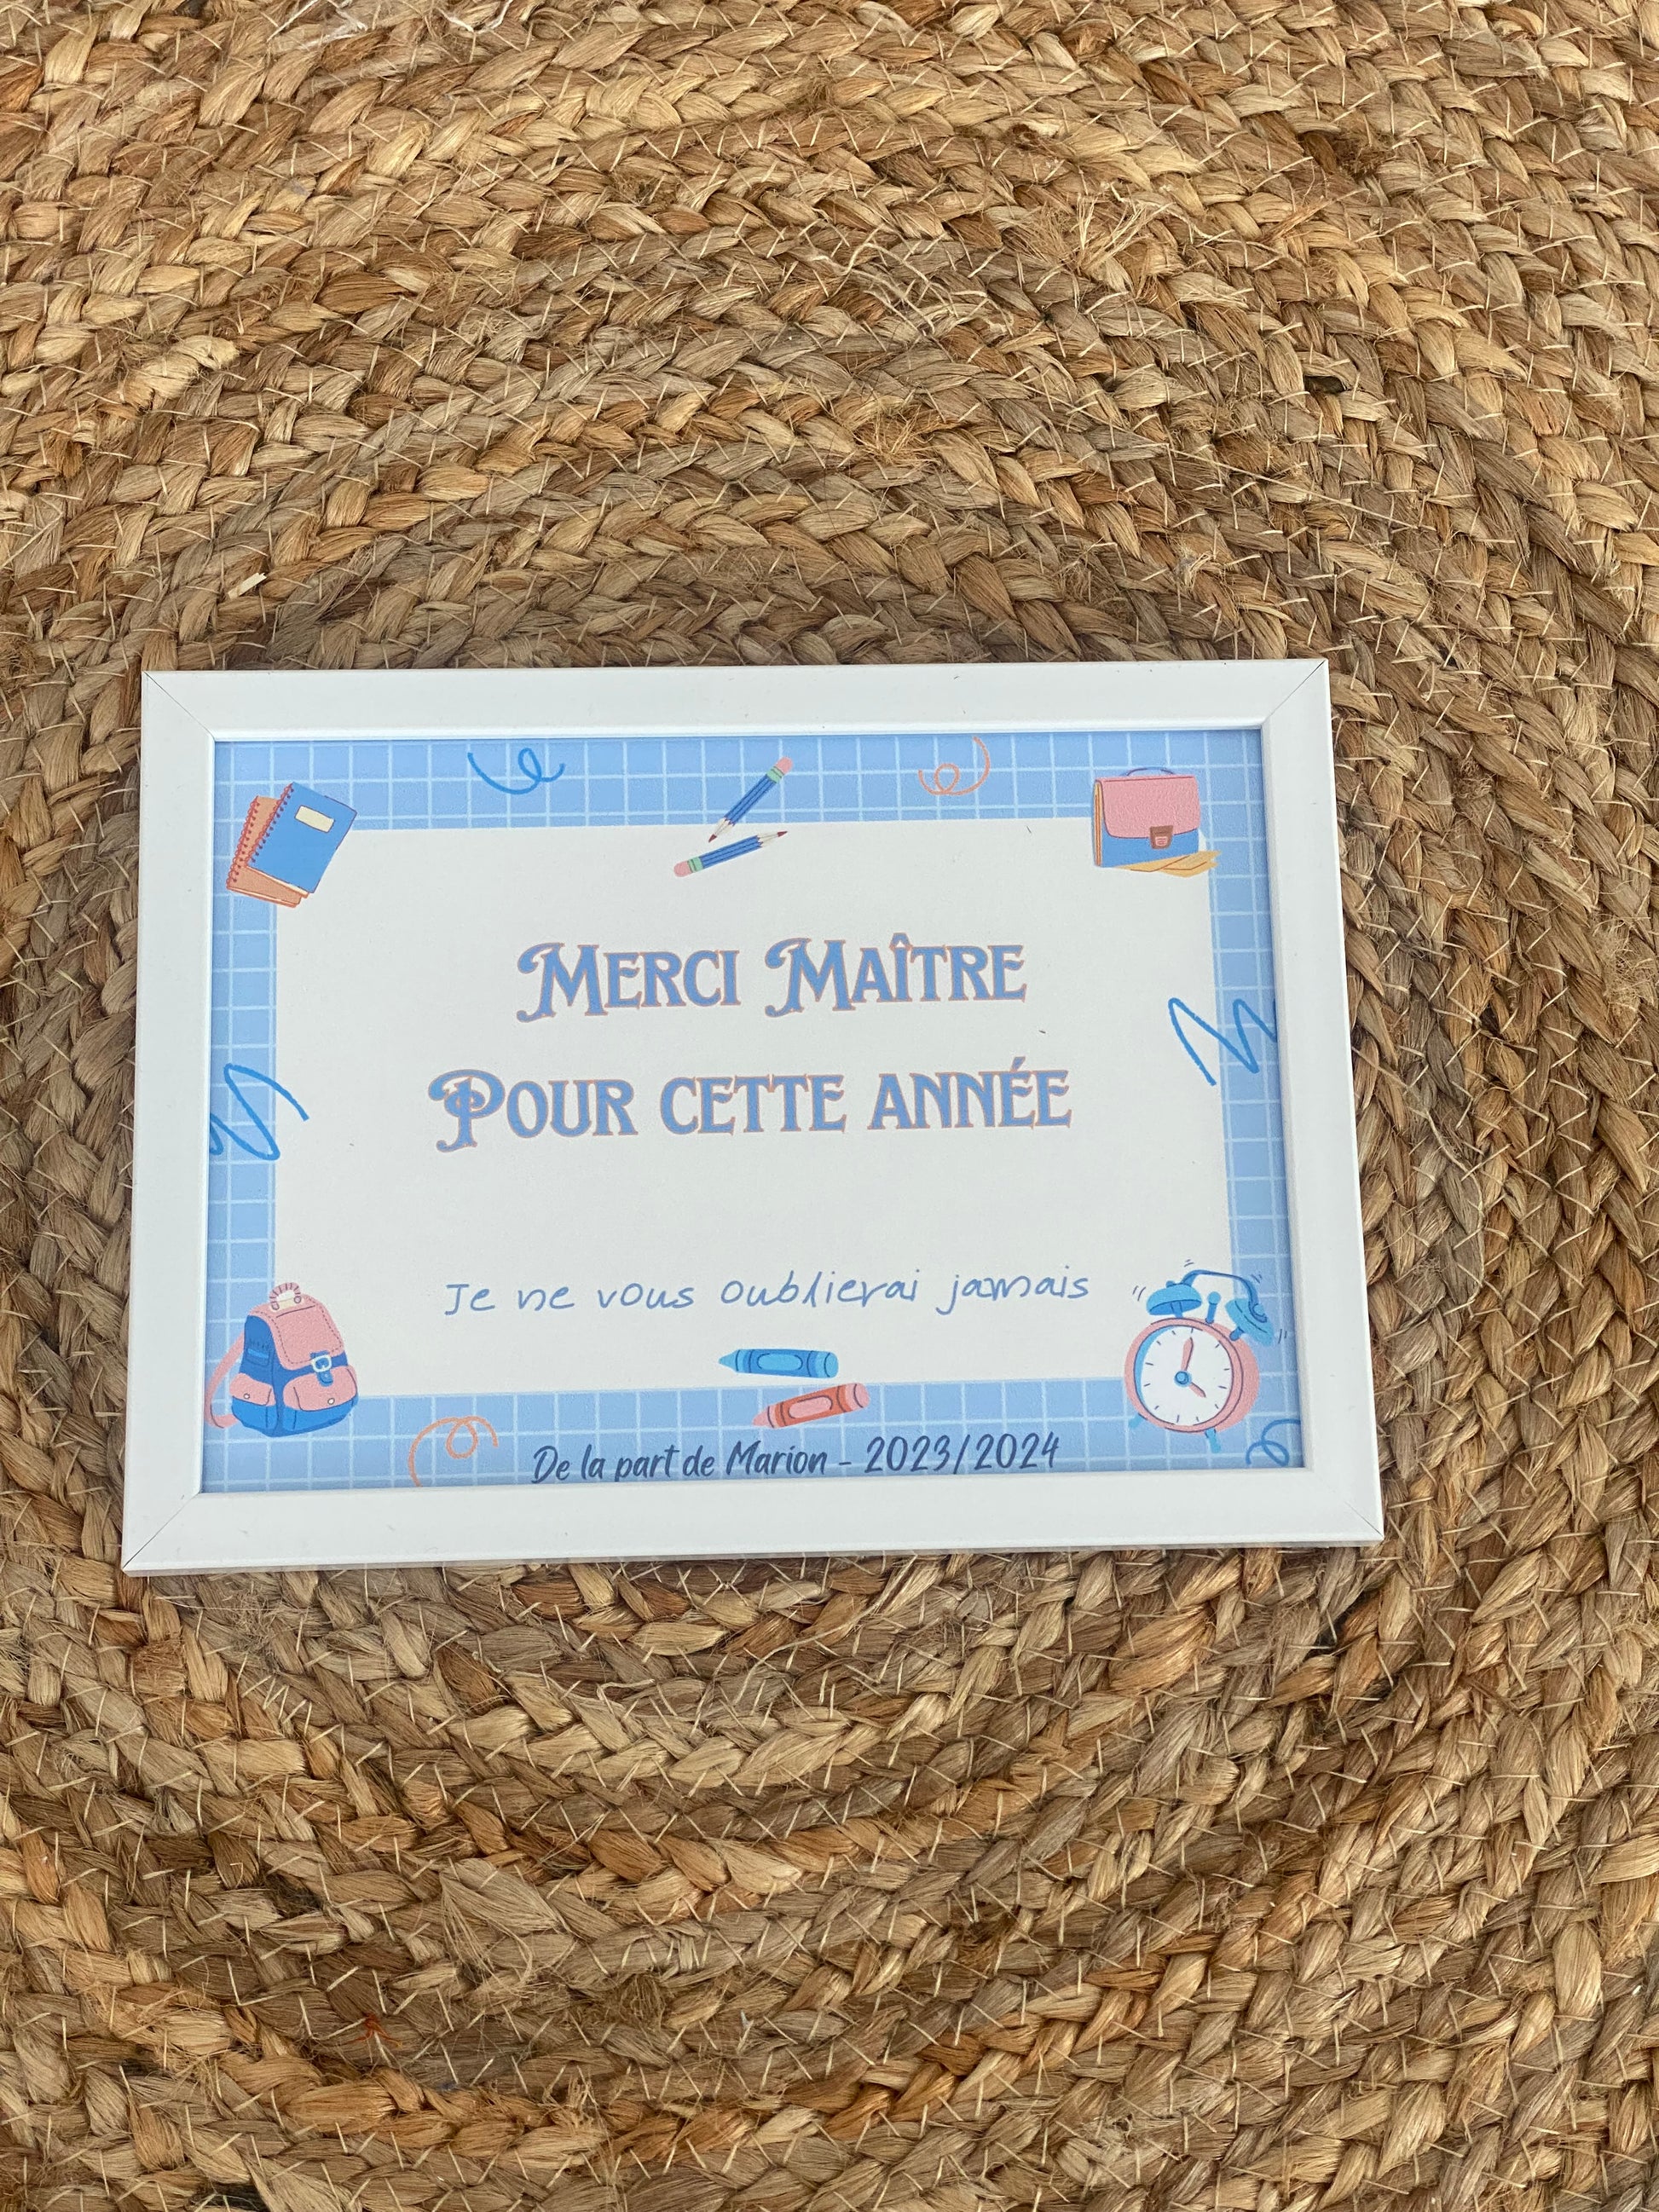 Merci Maître
Pour cette année
Je ne vous oublierai jamais
De la part de Marion - 2023/2024